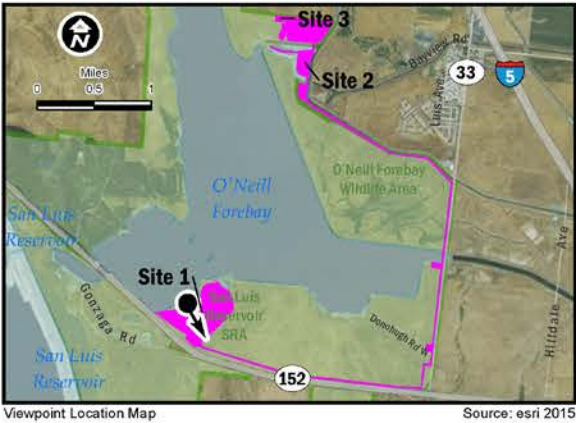 Site 3
N
Site 2
Bayview Rd
33
5
Miles
0 0.5 1
Luis Ave
O'Neill Forebay
Wildlife Area
O'Neill
Forebay
San Luis
Reservoir
Site 1
San Luis
Reservoir
SRA
Gonzaga Rd
Donohugh Rd W
Hilldale Ave
San Luis
Reservoir
152
Viewpoint Location Map
Source: esri 2015